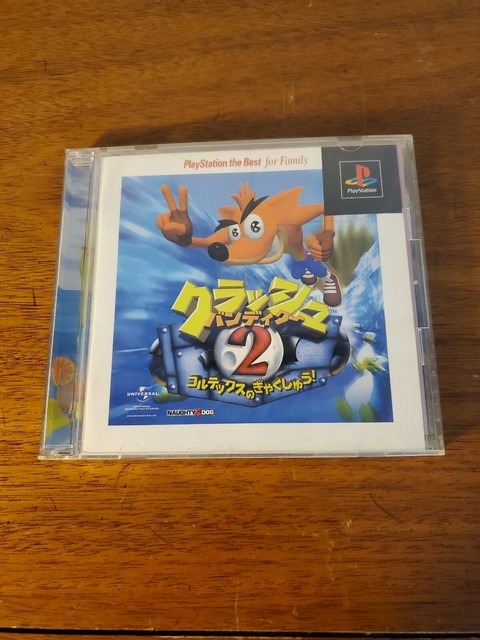 PlayStation the Best for Family
PlayStation
クラッシュ
バンディクー
TM
2
コルテックスのぎゃくしゅう!
UNIVERSAL
NAUGHTY DOG